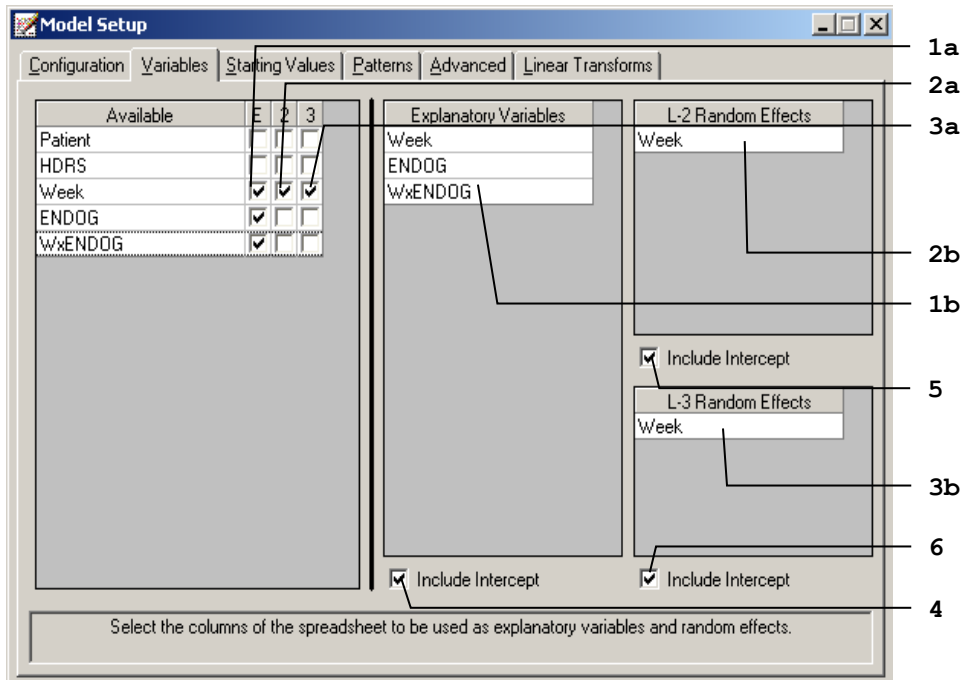 Model Setup
Configuration Variables Starting Values Patterns Advanced Linear Transforms
Available E 2 3
Patient
HDRS
Week
ENDOG
WxENDOG
Explanatory Variables
Week
ENDOG
WxENDOG
Include Intercept
L-2 Random Effects
Week
Include Intercept
L-3 Random Effects
Week
Include Intercept
Select the columns of the spreadsheet to be used as explanatory variables and random effects.
1a
2a
3a
2b
1b
5
3b
6
4